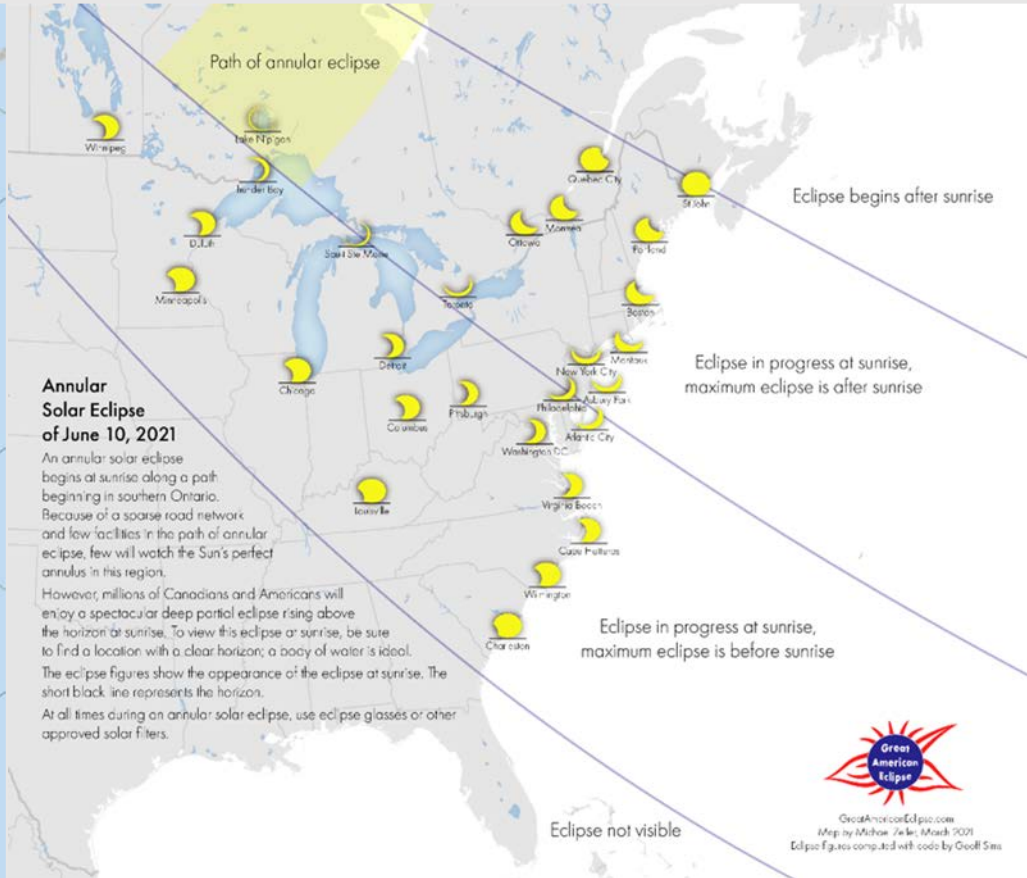 Path of annular eclipse
Lake Nipigon
Winnipeg
Thunder Bay
Quebec City
St John
Eclipse begins after sunrise
Duluth
Ottawa
Montreal
Portland
Sault Ste Marie
Minneapolis
Toronto
Boston
Detroit
Montauk
New York City
Eclipse in progress at sunrise,
maximum eclipse is after sunrise
Chicago
Philadelphia
Asbury Park
Columbus
Pittsburgh
Atlantic City
Washington DC
Louisville
Virginia Beach
Cape Hatteras
Wilmington
Charleston
Annular
Solar Eclipse
of June 10, 2021
An annular solar eclipse
begins at sunrise along a path
beginning in southern Ontario.
Because of a sparse road network
and few facilities in the path of annular
eclipse, few will watch the Sun's perfect
annulus in this region.
However, millions of Canadians and Americans will
enjoy a spectacular deep partial eclipse rising above
the horizon at sunrise. To view this eclipse at sunrise, be sure
to find a location with a clear horizon; a body of water is ideal.
The eclipse figures show the appearance of the eclipse at sunrise. The
short black line represents the horizon.
At all times during an annular solar eclipse, use eclipse glasses or other
approved solar filters.
Eclipse in progress at sunrise,
maximum eclipse is before sunrise
Eclipse not visible
Great
American
Eclipse
GreatAmericanEclipse.com
Map by Michael Zeiler, March 2021
Eclipse figures computed with code by Geoff Sims